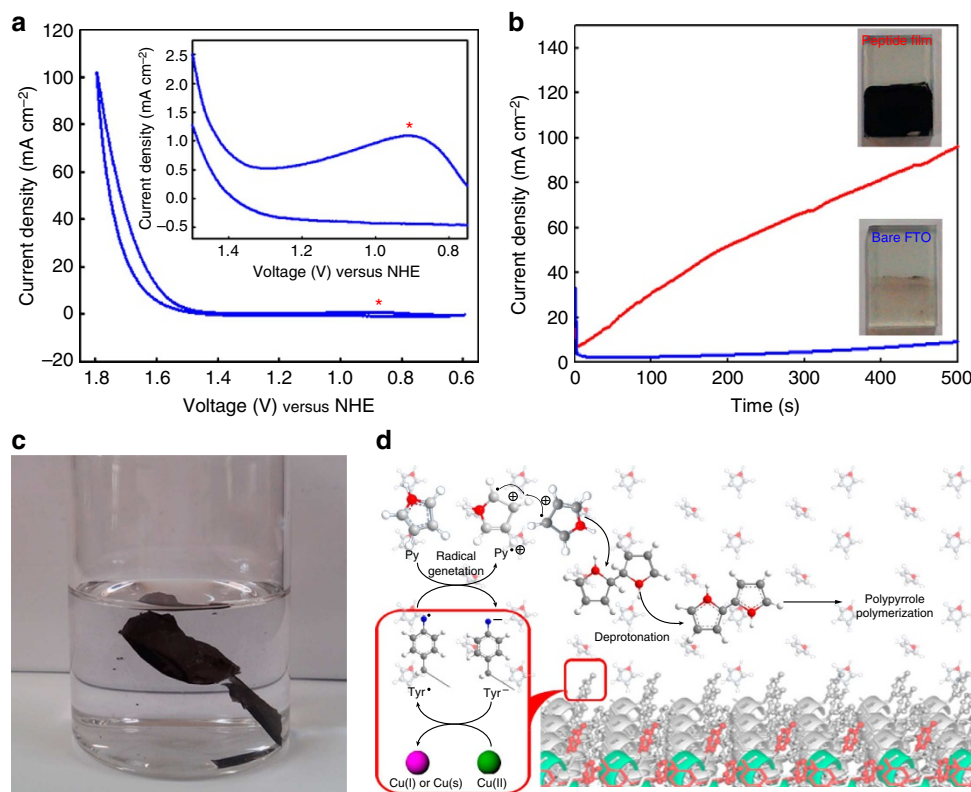 a
120
100
80
60
40
20
0
−20
Current density (mA cm−2)
1.8
1.6
1.4
1.2
1.0
0.8
0.6
Voltage (V) versus NHE
*
2.5
2.0
1.5
1.0
0.5
0.0
−0.5
Current density (mA cm−2)
*
1.4
1.2
1.0
0.8
Voltage (V) versus NHE
b
140
120
100
80
60
40
20
0
Current density (mA cm−2)
Peptide film
Bare FTO
0
100
200
300
400
500
Time (s)
c
d
Py
Radical
genetation
Py•⊕
⊕
⊕
Deprotonation
Polypyrrole
polymerization
•
−
Tyr•
Tyr−
Cu(I) or Cu(s)
Cu(II)